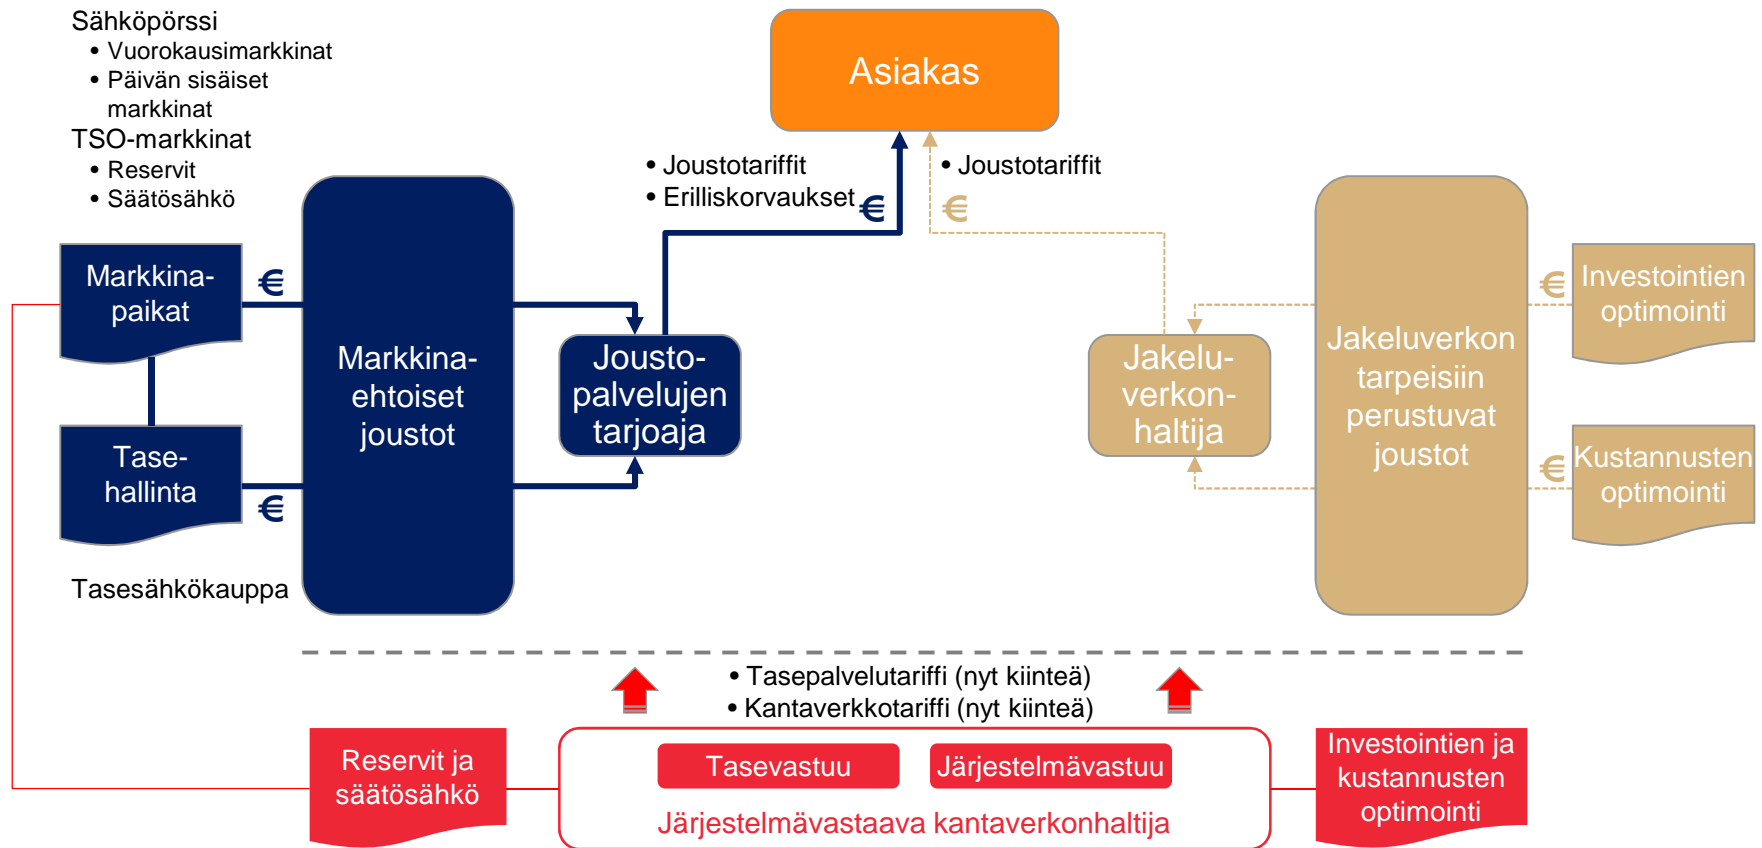 Sähköpörssi
• Vuorokausimarkkinat
• Päivän sisäiset
markkinat
TSO-markkinat
• Reservit
• Säätösähkö
Asiakas
• Joustotariffit
• Erilliskorvaukset
€
• Joustotariffit
€
Markkina-
paikat
€
Tase-
hallinta
€
Tasesähkökauppa
Markkina-
ehtoiset
joustot
Jousto-
palvelujen
tarjoaja
Jakelu-
verkon-
haltija
Jakeluverkon
tarpeisiin
perustuvat
joustot
€
Investointien
optimointi
€
Kustannusten
optimointi
• Tasepalvelutariffi (nyt kiinteä)
• Kantaverkkotariffi (nyt kiinteä)
Reservit ja
säätösähkö
Tasevastuu
Järjestelmävastuu
Järjestelmävastaava kantaverkonhaltija
Investointien ja
kustannusten
optimointi